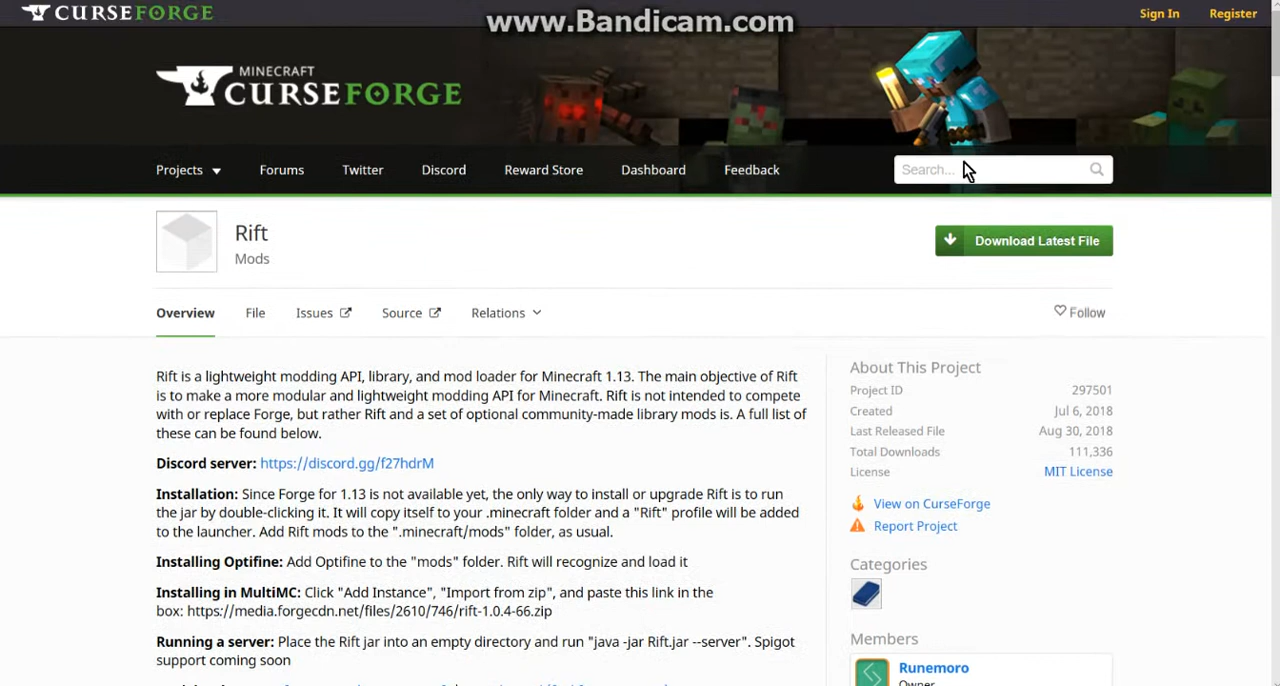 CURSEFORGE
www.Bandicam.com
Sign In
Register
MINECRAFT
CURSEFORGE
Projects
Forums
Twitter
Discord
Reward Store
Dashboard
Feedback
Search...
Rift
Mods
Download Latest File
Overview
File
Issues
Source
Relations
Follow
Rift is a lightweight modding API, library, and mod loader for Minecraft 1.13. The main objective of Rift
is to make a more modular and lightweight modding API for Minecraft. Rift is not intended to compete
with or replace Forge, but rather Rift and a set of optional community-made library mods is. A full list of
these can be found below.
Discord server: https://discord.gg/f27hdrM
Installation: Since Forge for 1.13 is not available yet, the only way to install or upgrade Rift is to run
the jar by double-clicking it. It will copy itself to your .minecraft folder and a "Rift" profile will be added
to the launcher. Add Rift mods to the ".minecraft/mods" folder, as usual.
Installing Optifine: Add Optifine to the "mods" folder. Rift will recognize and load it
Installing in MultiMC: Click "Add Instance", "Import from zip", and paste this link in the
box: https://media.forgecdn.net/files/2610/746/rift-1.0.4-66.zip
Running a server: Place the Rift jar into an empty directory and run "java -jar Rift.jar --server". Spigot
support coming soon
About This Project
Project ID 297501
Created Jul 6, 2018
Last Released File Aug 30, 2018
Total Downloads 111,336
License MIT License
View on CurseForge
Report Project
Categories
Members
Runemoro
Owner